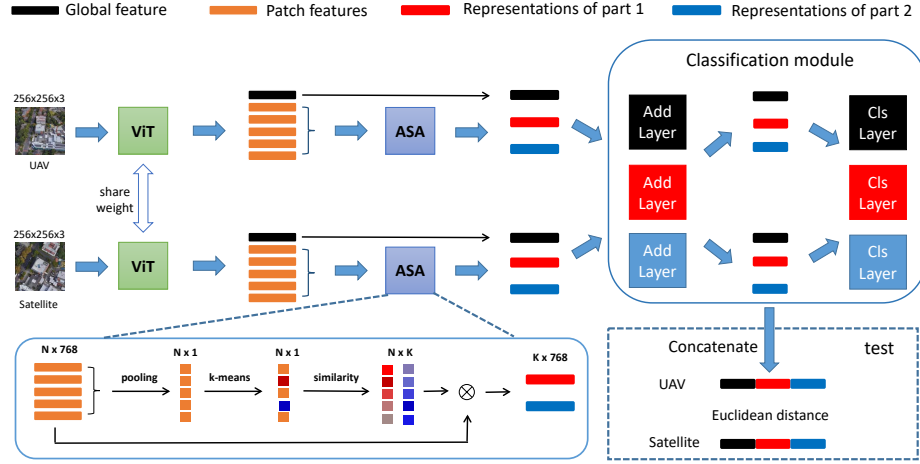 Global feature
Patch features
Representations of part 1
Representations of part 2
Classification module
256x256x3
ViT
ASA
UAV
Add
Layer
Cls
Layer
share
weight
Add
Layer
Cls
Layer
256x256x3
ViT
ASA
Satellite
Add
Layer
Cls
Layer
N x 768
N x 1
N x 1
N x K
K x 768
pooling
k-means
similarity
Concatenate
test
UAV
Euclidean distance
Satellite